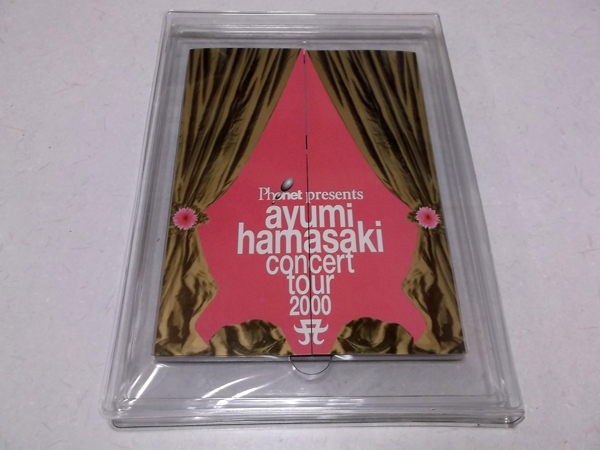 Phonet presents
ayumi
hamasaki
concert
tour
2000